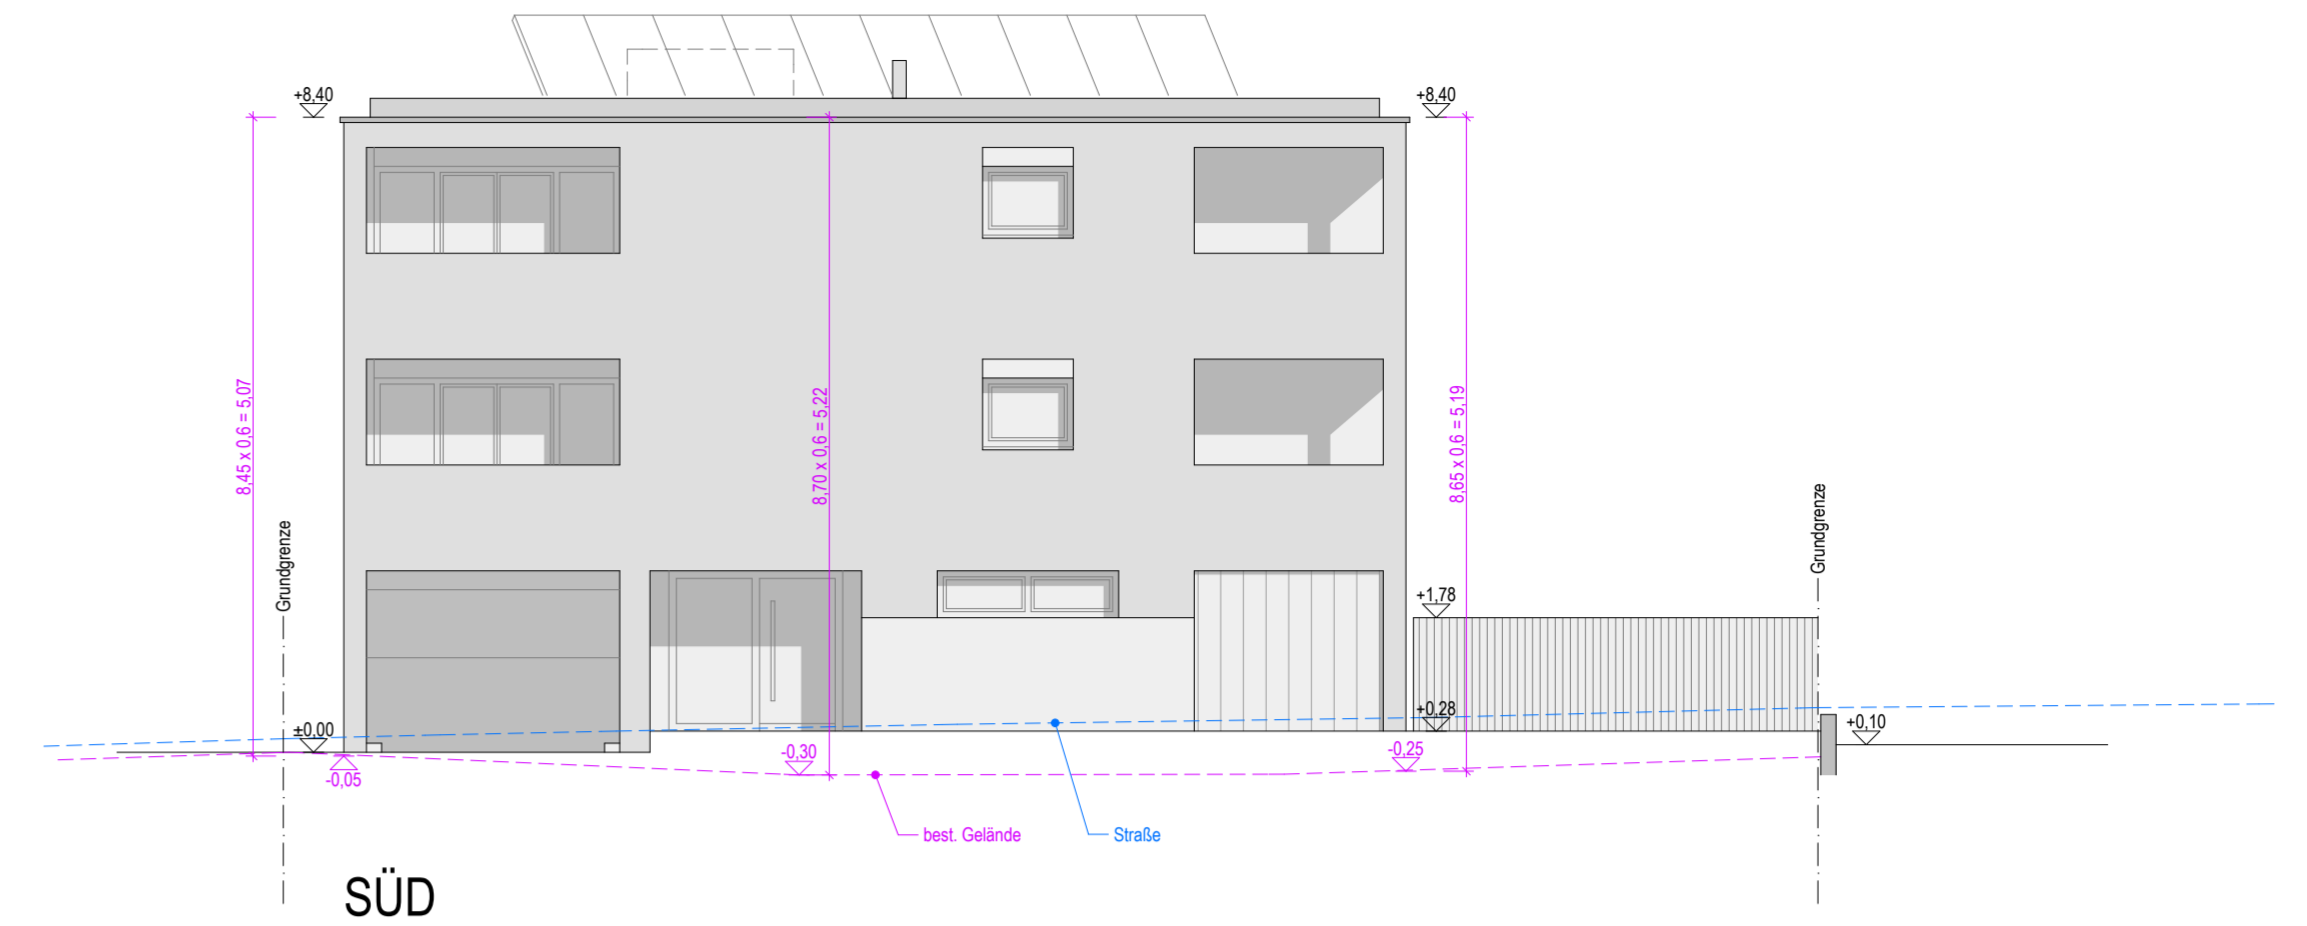 +8,40
+8,40
8,45 x 0,6 = 5,07
8,70 x 0,6 = 5,22
8,65 x 0,6 = 5,19
Grundgrenze
Grundgrenze
+1,78
+0,28
±0,00
+0,10
-0,05
-0,30
-0,25
best. Gelände
Straße
SÜD